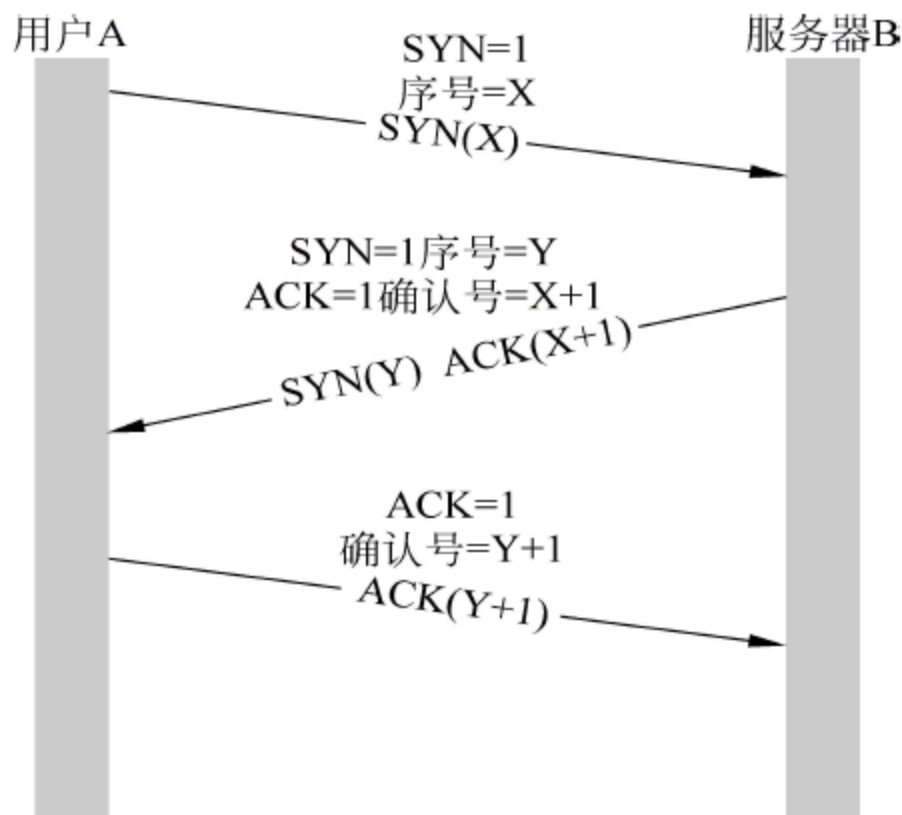 用户A
服务器B
SYN=1
序号=X
SYN(X)
SYN=1序号=Y
ACK=1确认号=X+1
SYN(Y) ACK(X+1)
ACK=1
确认号=Y+1
ACK(Y+1)